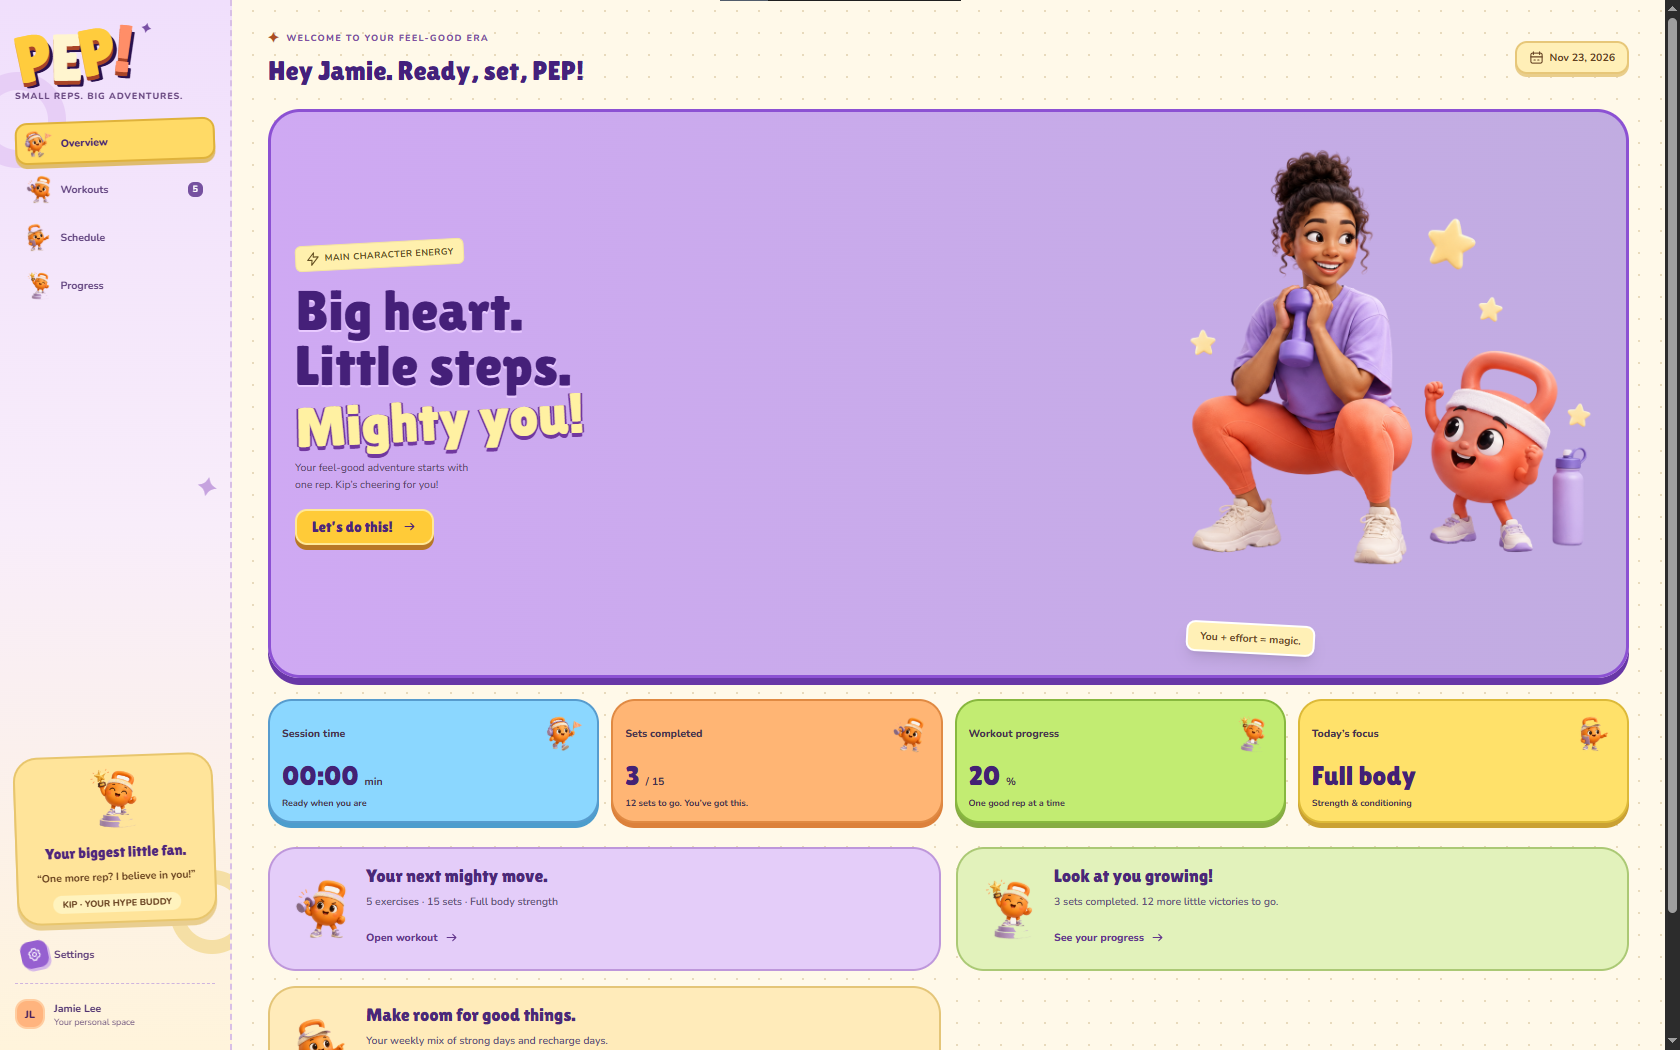 PEP!
SMALL REPS. BIG ADVENTURES.
Overview
Workouts
5
Schedule
Progress
Your biggest little fan.
“One more rep? I believe in you!”
KIP · YOUR HYPE BUDDY
Settings
JL
Jamie Lee
Your personal space
WELCOME TO YOUR FEEL-GOOD ERA
Hey Jamie. Ready, set, PEP!
Nov 23, 2026
MAIN CHARACTER ENERGY
Big heart.
Little steps.
Mighty you!
Your feel-good adventure starts with
one rep. Kip’s cheering for you!
Let’s do this!
You + effort = magic.
Session time
00:00 min
Ready when you are
Sets completed
3 / 15
12 sets to go. You’ve got this.
Workout progress
20 %
One good rep at a time
Today’s focus
Full body
Strength & conditioning
Your next mighty move.
5 exercises · 15 sets · Full body strength
Open workout
Look at you growing!
3 sets completed. 12 more little victories to go.
See your progress
Make room for good things.
Your weekly mix of strong days and recharge days.